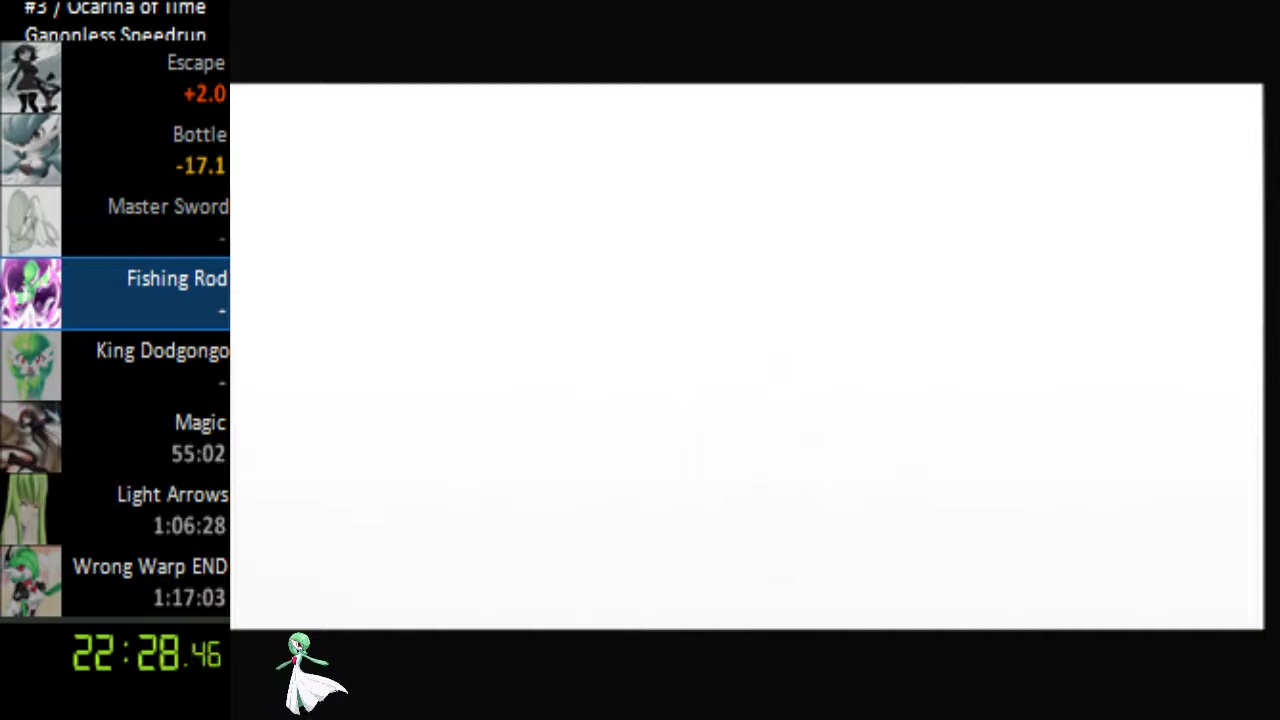 #3 / Ocarina of Time
Ganonless Speedrun
Escape
+2.0
Bottle
-17.1
Master Sword
-
Fishing Rod
-
King Dodgongo
-
Magic
55:02
Light Arrows
1:06:28
Wrong Warp END
1:17:03
22:28.46